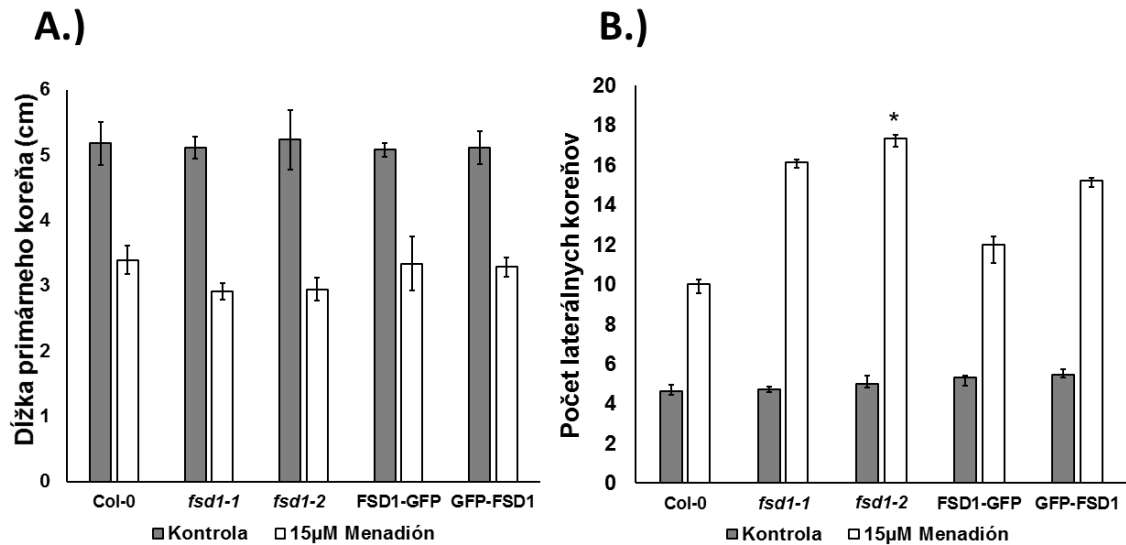 A.)
Dĺžka primárneho koreňa (cm)
6
5
4
3
2
1
0
Col-0 fsd1-1 fsd1-2 FSD1-GFP GFP-FSD1
Kontrola 15µM Menadión
B.)
Počet laterálnych koreňov
20
18
16
14
12
10
8
6
4
2
0
*
Col-0 fsd1-1 fsd1-2 FSD1-GFP GFP-FSD1
Kontrola 15µM Menadión